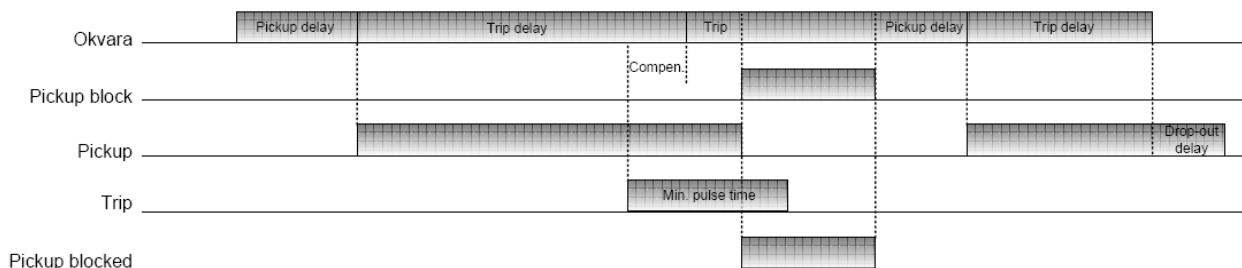 Okvara
Pickup delay
Trip delay
Trip
Pickup delay
Trip delay
Compen.
Pickup block
Pickup
Drop-out
delay
Trip
Min. pulse time
Pickup blocked